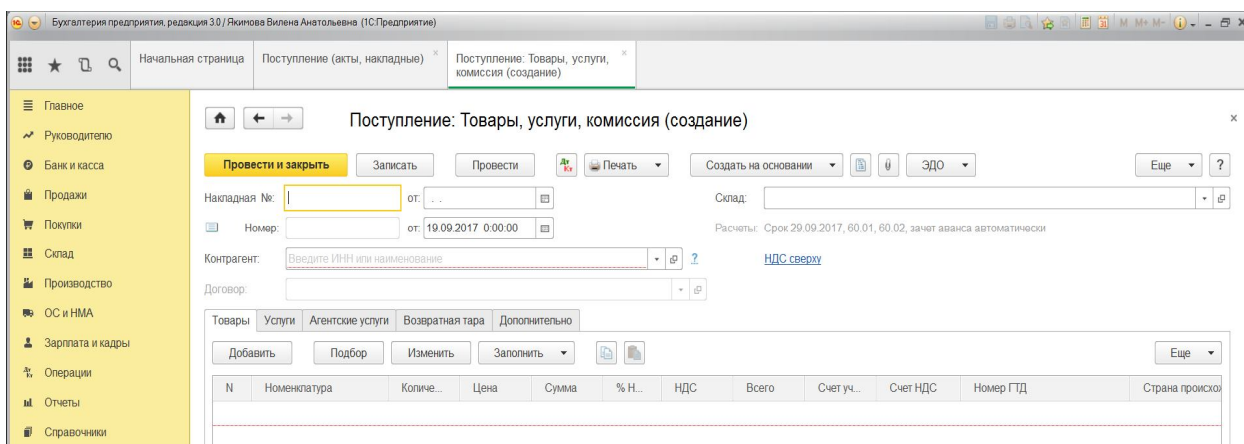 Бухгалтерия предприятия, редакция 3.0 / Якимова Вилена Анатольевна (1С:Предприятие)
M M+ M-
Начальная страница
Поступление (акты, накладные)
Поступление: Товары, услуги,
комиссия (создание)
Главное
Руководителю
Банк и касса
Продажи
Покупки
Склад
Производство
ОС и НМА
Зарплата и кадры
Операции
Отчеты
Справочники
Поступление: Товары, услуги, комиссия (создание)
Провести и закрыть Записать Провести Дт Кт Печать Создать на основании ЭДО Еще ?
Накладная №: от: . . Склад:
Номер: от: 19.09.2017 0:00:00 Расчеты: Срок 29.09.2017, 60.01, 60.02, зачет аванса автоматически
Контрагент: Введите ИНН или наименование ? НДС сверху
Договор:
Товары Услуги Агентские услуги Возвратная тара Дополнительно
Добавить Подбор Изменить Заполнить Еще
N Номенклатура Количе... Цена Сумма % Н... НДС Всего Счет уч... Счет НДС Номер ГТД Страна происхо